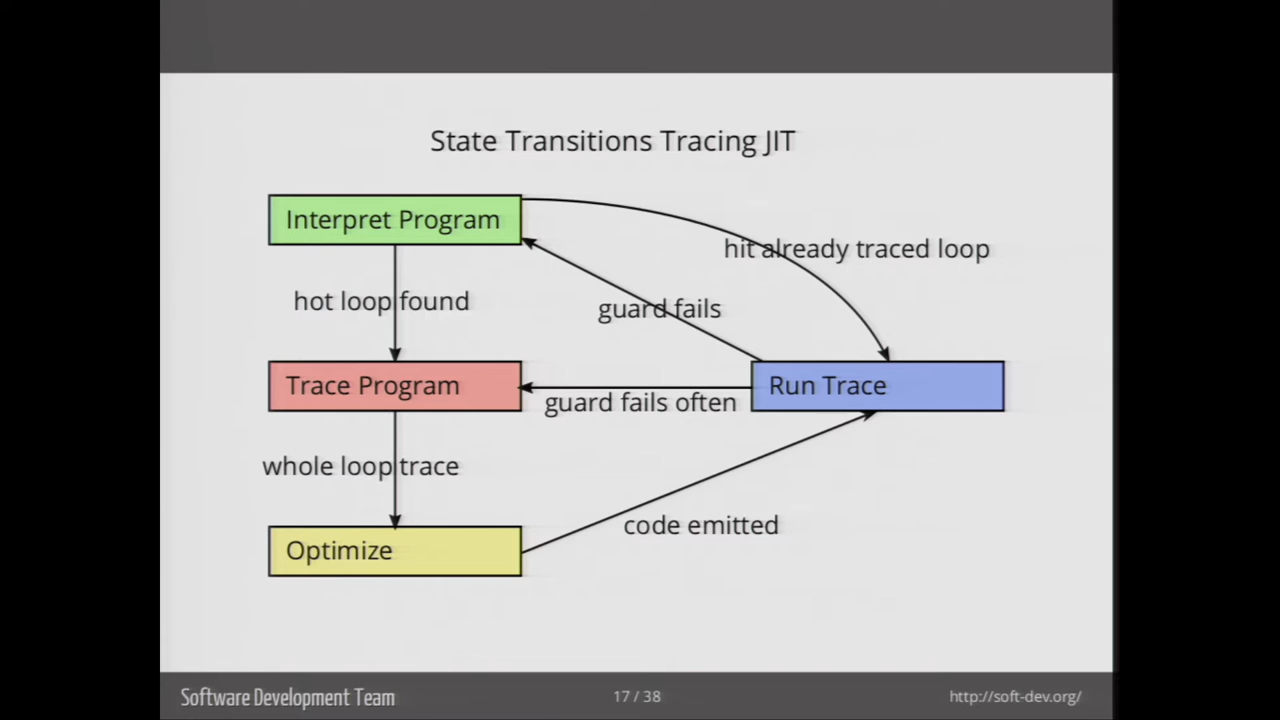 State Transitions Tracing JIT
Interpret Program
hit already traced loop
hot loop found
guard fails
Trace Program
Run Trace
guard fails often
whole loop trace
code emitted
Optimize
Software Development Team
17 / 38
http://soft-dev.org/